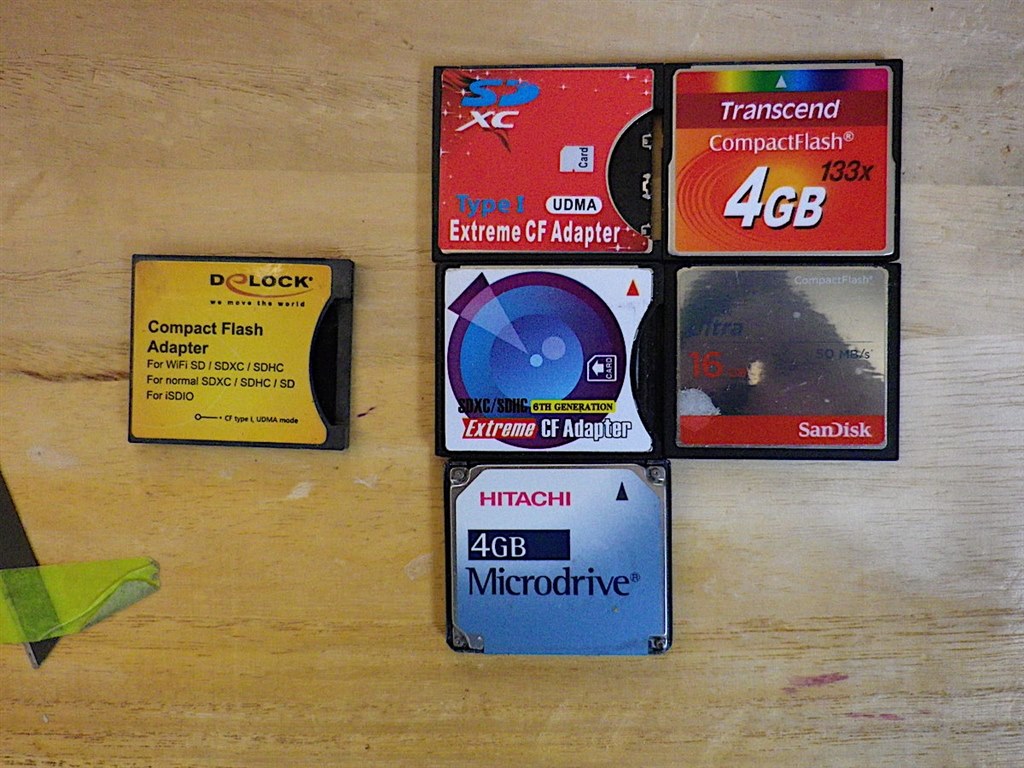 DeLOCK®
we move the world
Compact Flash
Adapter
For WiFi SD / SDXC / SDHC
For normal SDXC / SDHC / SD
For iSDIO
CF type I, UDMA mode
SD
XC
Card
Type I UDMA
Extreme CF Adapter
Transcend
CompactFlash®
133x
4GB
CARD
SDXC/SDHC 6TH GENERATION
Extreme CF Adapter
CompactFlash®
Ultra
50 MB/s
16
SanDisk
HITACHI
4GB
Microdrive®